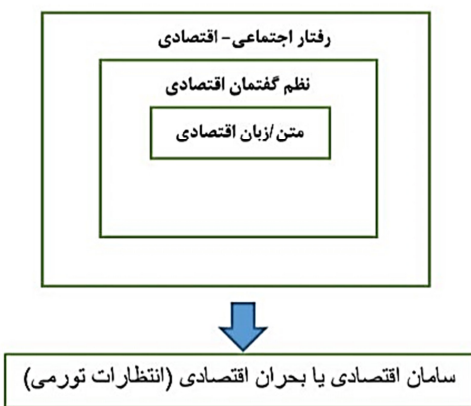 رفتار اجتماعی- اقتصادی
نظم گفتمان اقتصادی
متن/زبان اقتصادی
سامان اقتصادی یا بحران اقتصادی (انتظارات تورمی)